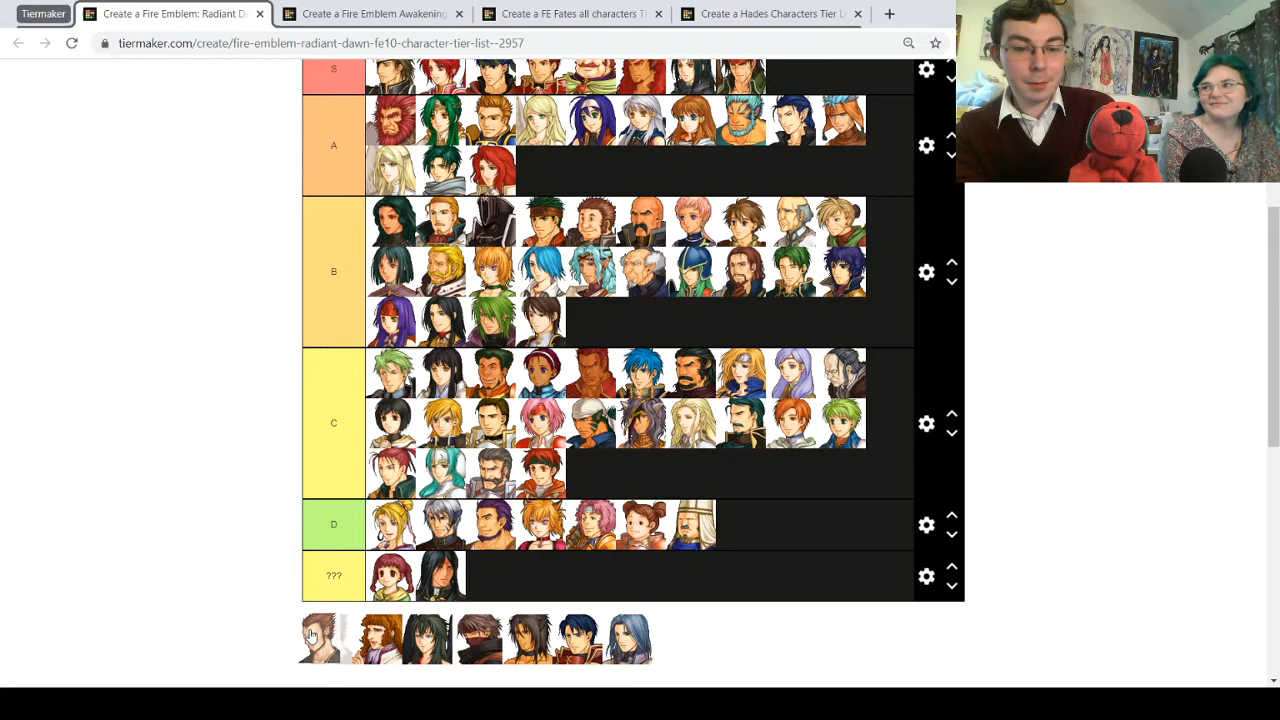 Tiermaker
Create a Fire Emblem: Radiant D
Create a Fire Emblem Awakening
Create a FE Fates all characters T
Create a Hades Characters Tier L
tiermaker.com/create/fire-emblem-radiant-dawn-fe10-character-tier-list--2957
S
A
B
C
D
???